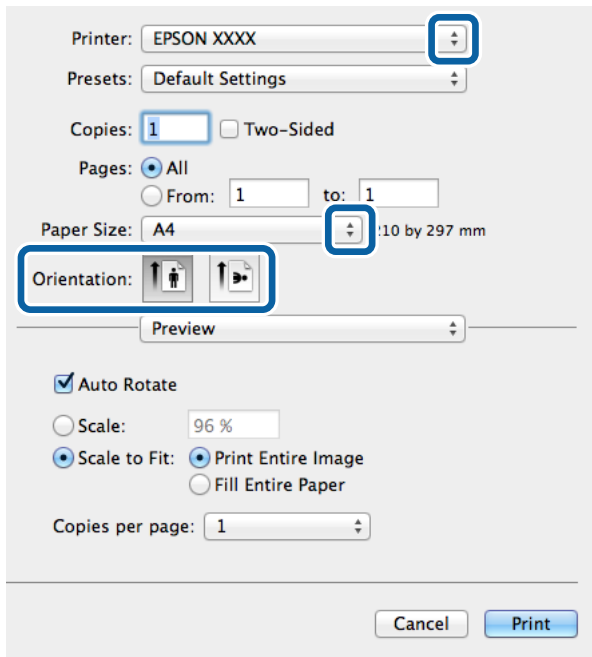 Printer: EPSON XXXX
Presets: Default Settings
Copies: 1 Two-Sided
Pages: All
From: 1 to: 1
Paper Size: A4 210 by 297 mm
Orientation:
Preview
Auto Rotate
Scale: 96 %
Scale to Fit: Print Entire Image
Fill Entire Paper
Copies per page: 1
Cancel Print